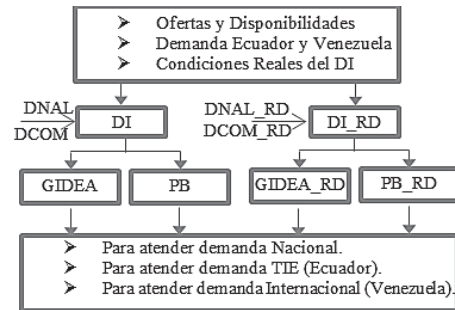 ➢ Ofertas y Disponibilidades
➢ Demanda Ecuador y Venezuela
➢ Condiciones Reales del DI
DNAL
DCOM
DI
DNAL_RD
DCOM_RD
DI_RD
GIDEA
PB
GIDEA_RD
PB_RD
➢ Para atender demanda Nacional.
➢ Para atender demanda TIE (Ecuador).
➢ Para atender demanda Internacional (Venezuela).